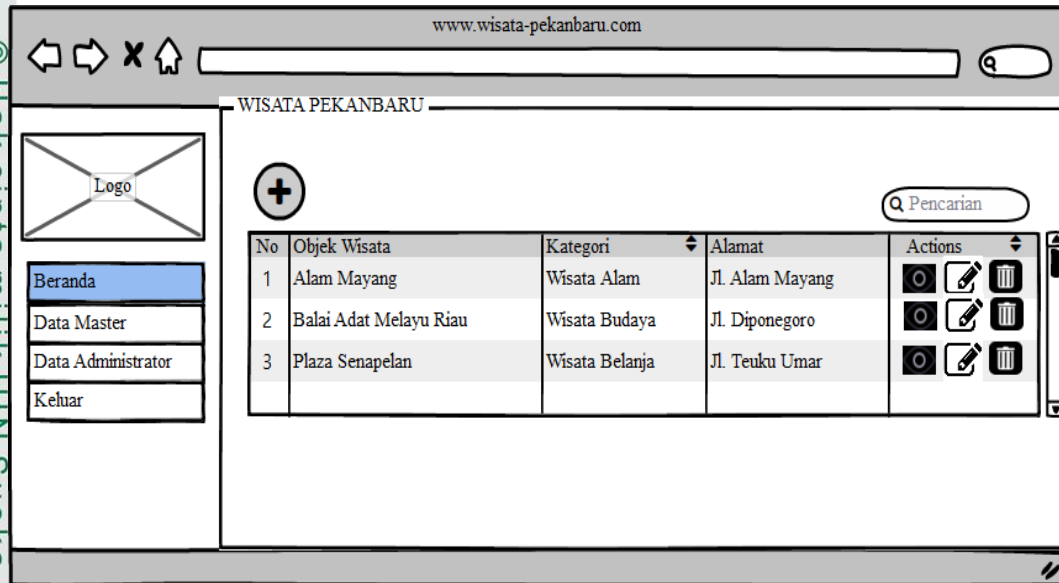 www.wisata-pekanbaru.com
WISATA PEKANBARU
Logo
Pencarian
Beranda
Data Master
Data Administrator
Keluar
No Objek Wisata Kategori Alamat Actions
1 Alam Mayang Wisata Alam Jl. Alam Mayang
2 Balai Adat Melayu Riau Wisata Budaya Jl. Diponegoro
3 Plaza Senapelan Wisata Belanja Jl. Teuku Umar